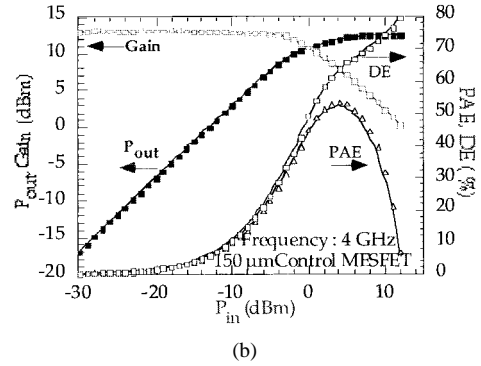 15
10
5
0
-5
-10
-15
-20
-30
-20
-10
0
10
80
70
60
50
40
30
20
10
0
Gain
Pout
DE
PAE
Frequency : 4 GHz
150 µmControl MESFET
Pout, Gain (dBm)
Pin (dBm)
PAE, DE (%)
(b)